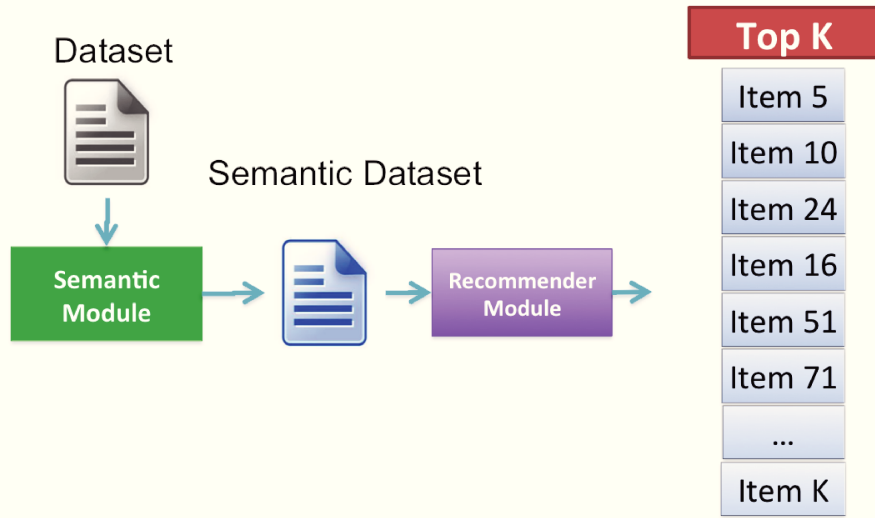 Dataset
Semantic Dataset
Semantic
Module
Recommender
Module
Top K
Item 5
Item 10
Item 24
Item 16
Item 51
Item 71
...
Item K